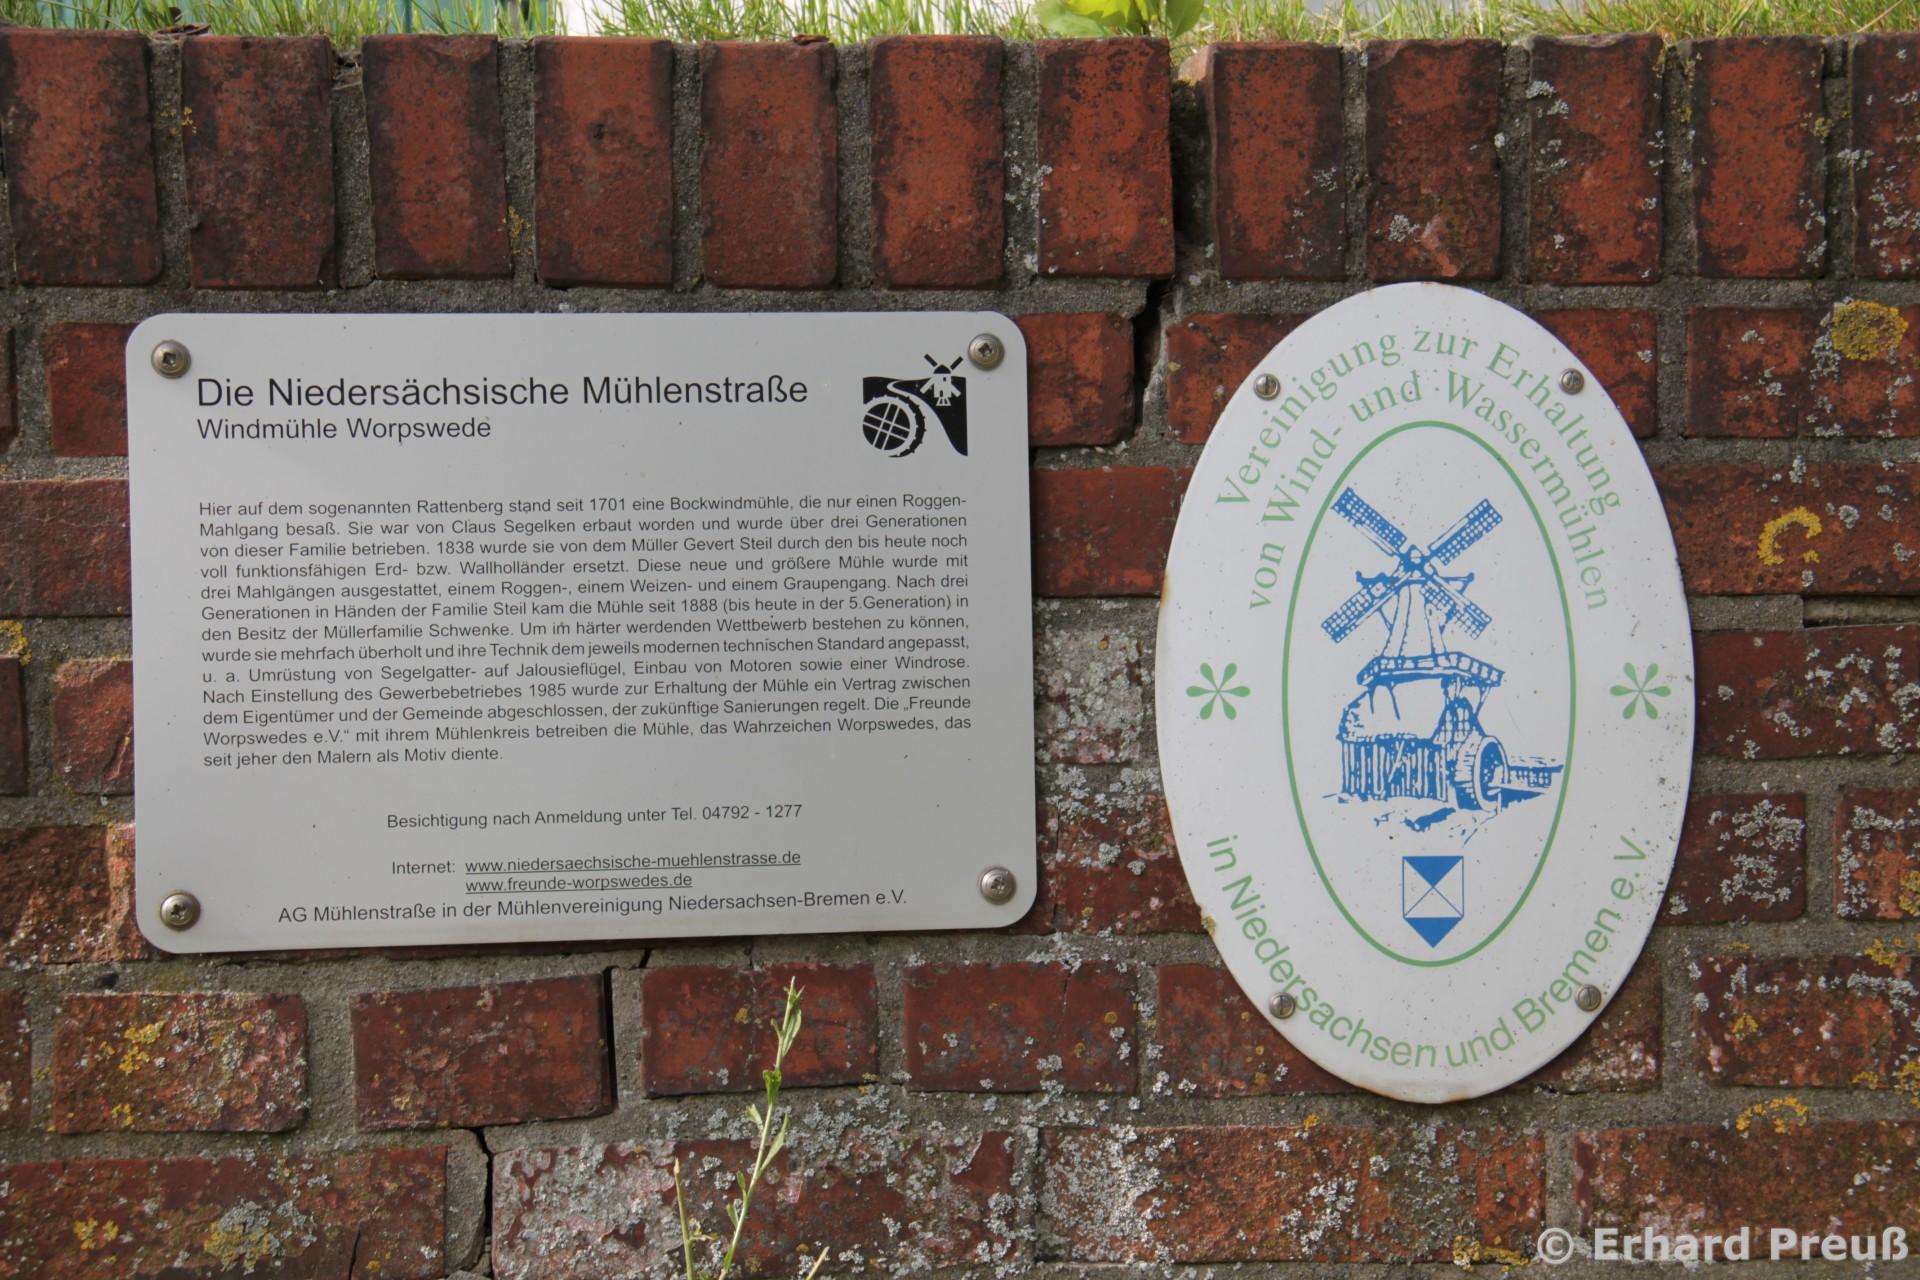 Die Niedersächsische Mühlenstraße
Windmühle Worpswede
Hier auf dem sogenannten Rattenberg stand seit 1701 eine Bockwindmühle, die nur einen Roggen-
Mahlgang besaß. Sie war von Claus Segelken erbaut worden und wurde über drei Generationen
von dieser Familie betrieben. 1838 wurde sie von dem Müller Gevert Steil durch den bis heute noch
voll funktionsfähigen Erd- bzw. Wallholländer ersetzt. Diese neue und größere Mühle wurde mit
drei Mahlgängen ausgestattet, einem Roggen-, einem Weizen- und einem Graupengang. Nach drei
Generationen in Händen der Familie Steil kam die Mühle seit 1888 (bis heute in der 5.Generation) in
den Besitz der Müllerfamilie Schwenke. Um im härter werdenden Wettbewerb bestehen zu können,
wurde sie mehrfach überholt und ihre Technik dem jeweils modernen technischen Standard angepasst,
u. a. Umrüstung von Segelgatter- auf Jalousieflügel, Einbau von Motoren sowie einer Windrose.
Nach Einstellung des Gewerbebetriebes 1985 wurde zur Erhaltung der Mühle ein Vertrag zwischen
dem Eigentümer und der Gemeinde abgeschlossen, der zukünftige Sanierungen regelt. Die „Freunde
Worpswedes e.V.“ mit ihrem Mühlenkreis betreiben die Mühle, das Wahrzeichen Worpswedes, das
seit jeher den Malern als Motiv diente.
Besichtigung nach Anmeldung unter Tel. 04792 - 1277
Internet: www.niedersaechsische-muehlenstrasse.de
www.freunde-worpswedes.de
AG Mühlenstraße in der Mühlenvereinigung Niedersachsen-Bremen e.V.
Vereinigung zur Erhaltung
von Wind- und Wassermühlen
in Niedersachsen und Bremen e.V.
© Erhard Preuß